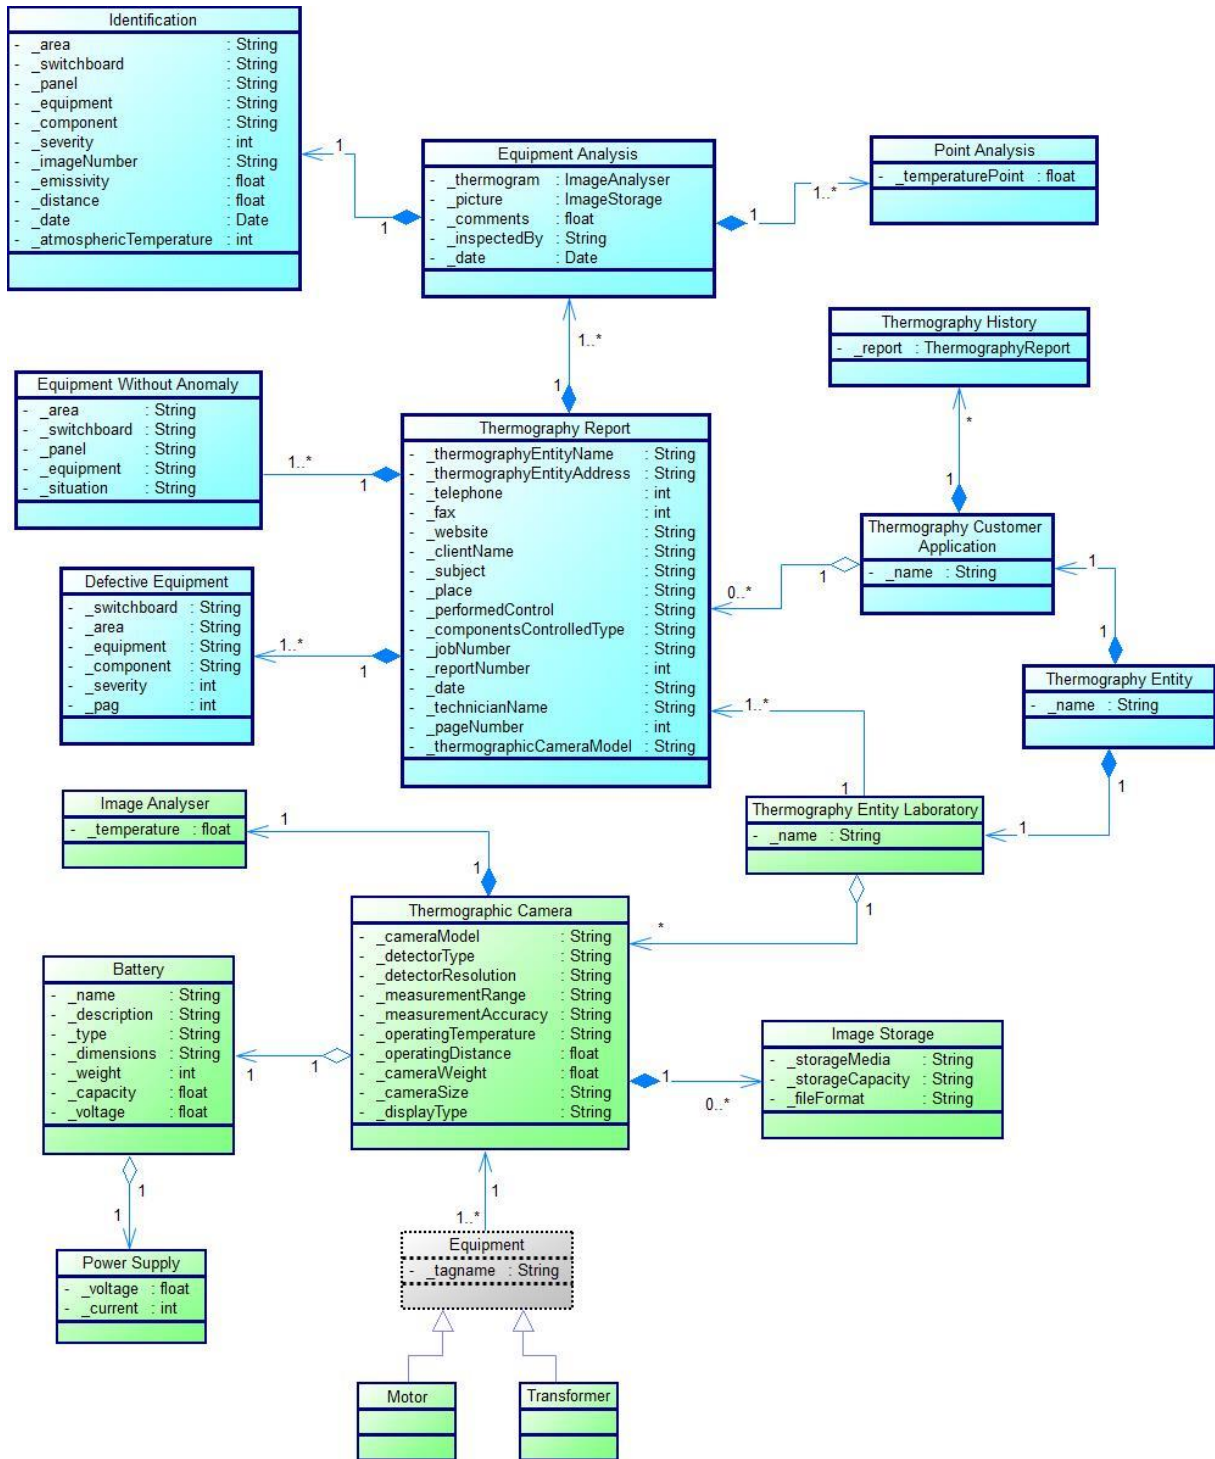 Identification
- _area : String
- _switchboard : String
- _panel : String
- _equipment : String
- _component : String
- _severity : int
- _imageNumber : String
- _emissivity : float
- _distance : float
- _date : Date
- _atmosphericTemperature : int
1
1
Equipment Analysis
- _thermogram : ImageAnalyser
- _picture : ImageStorage
- _comments : float
- _inspectedBy : String
- _date : Date
1
1..*
Point Analysis
- _temperaturePoint : float
1..*
1
Thermography History
- _report : ThermographyReport
*
1
Equipment Without Anomaly
- _area : String
- _switchboard : String
- _panel : String
- _equipment : String
- _situation : String
1..*
1
Thermography Report
- _thermographyEntityName : String
- _thermographyEntityAddress : String
- _telephone : int
- _fax : int
- _website : String
- _clientName : String
- _subject : String
- _place : String
- _performedControl : String
- _componentsControlledType : String
- _jobNumber : String
- _reportNumber : int
- _date : String
- _technicianName : String
- _pageNumber : int
- _thermographicCameraModel : String
Thermography Customer
Application
- _name : String
1
0..*
1
1
Defective Equipment
- _switchboard : String
- _area : String
- _equipment : String
- _component : String
- _severity : int
- _pag : int
1..*
1
Thermography Entity
- _name : String
1..*
1
1
1
Image Analyser
- _temperature : float
1
1
Thermography Entity Laboratory
- _name : String
1
*
Thermographic Camera
- _cameraModel : String
- _detectorType : String
- _detectorResolution : String
- _measurementRange : String
- _measurementAccuracy : String
- _operatingTemperature : String
- _operatingDistance : float
- _cameraWeight : float
- _cameraSize : String
- _displayType : String
Battery
- _name : String
- _description : String
- _type : String
- _dimensions : String
- _weight : int
- _capacity : float
- _voltage : float
1
1
1
0..*
Image Storage
- _storageMedia : String
- _storageCapacity : String
- _fileFormat : String
1
1
Power Supply
- _voltage : float
- _current : int
1
1..*
Equipment
- _tagname : String
Motor
Transformer